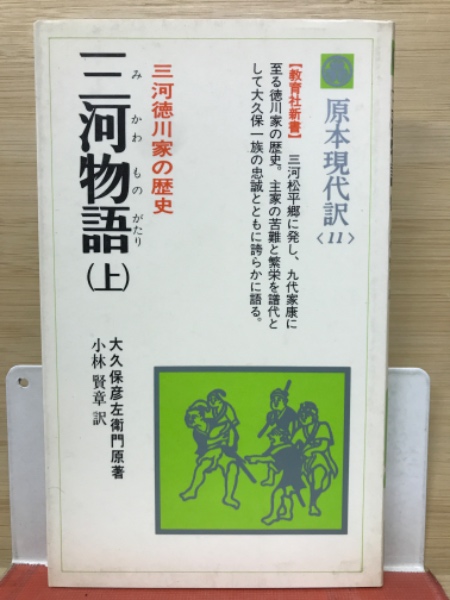 原本現代訳〈11〉
【教育社新書】 三河松平郷に発し、九代家康に
至る徳川家の歴史。主家の苦難と繁栄を譜代と
して大久保一族の忠誠とともに誇らかに語る。
三河徳川家の歴史
三河物語(上)
みかわものがたり
大久保彦左衛門原著
小林賢章訳